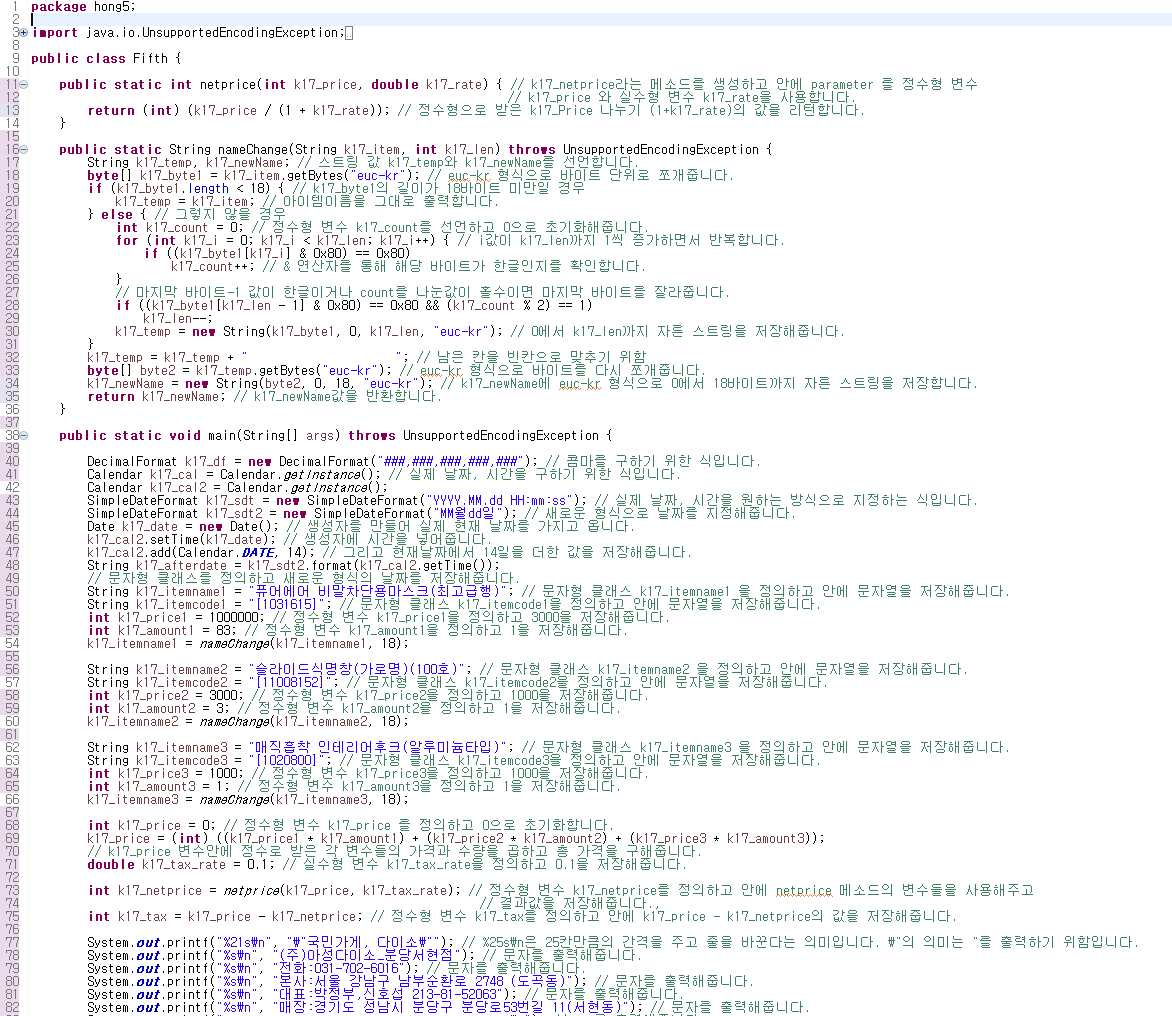 1 package hong5;
2
3 import java.io.UnsupportedEncodingException;
8
9 public class Fifth {
10
11 public static int netprice(int k17_price, double k17_rate) { // k17_netprice라는 메소드를 생성하고 안에 parameter 를 정수형 변수
12 // k17_price 와 실수형 변수 k17_rate을 사용합니다.
13 return (int) (k17_price / (1 + k17_rate)); // 정수형으로 받은 k17_Price 나누기 (1+k17_rate)의 값을 리턴합니다.
14 }
15
16 public static String nameChange(String k17_item, int k17_len) throws UnsupportedEncodingException {
17 String k17_temp, k17_newName; // 스트링 값 k17_temp와 k17_newName를 선언합니다.
18 byte[] k17_byte1 = k17_item.getBytes("euc-kr"); // euc-kr 형식으로 바이트 단위로 쪼개줍니다.
19 if (k17_byte1.length < 18) { // k17_byte1의 길이가 18바이트 미만일 경우
20 k17_temp = k17_item; // 아이템이름을 그대로 출력합니다.
21 } else { // 그렇지 않을 경우
22 int k17_count = 0; // 정수형 변수 k17_count를 선언하고 0으로 초기화해줍니다.
23 for (int k17_i = 0; k17_i < k17_len; k17_i++) { // i값이 k17_len까지 1씩 증가하면서 반복합니다.
24 if ((k17_byte1[k17_i] & 0x80) == 0x80)
25 k17_count++; // & 연산자를 통해 해당 바이트가 한글인지를 확인합니다.
26 }
27 // 마지막 바이트-1 값이 한글이거나 count를 나눈값이 홀수이면 마지막 바이트를 잘라줍니다.
28 if ((k17_byte1[k17_len - 1] & 0x80) == 0x80 && (k17_count % 2) == 1)
29 k17_len--;
30 k17_temp = new String(k17_byte1, 0, k17_len, "euc-kr"); // 0에서 k17_len까지 자른 스트링을 저장해줍니다.
31 }
32 k17_temp = k17_temp + "                    "; // 남은 칸을 빈칸으로 맞추기 위함
33 byte[] byte2 = k17_temp.getBytes("euc-kr"); // euc-kr 형식으로 바이트를 다시 쪼개줍니다.
34 k17_newName = new String(byte2, 0, 18, "euc-kr"); // k17_newName에 euc-kr 형식으로 0에서 18바이트까지 자른 스트링을 저장합니다.
35 return k17_newName; // k17_newName값을 반환합니다.
36 }
37
38 public static void main(String[] args) throws UnsupportedEncodingException {
39
40 DecimalFormat k17_df = new DecimalFormat("###,###,###,###,###"); // 콤마를 구하기 위한 식입니다.
41 Calendar k17_cal = Calendar.getInstance(); // 실제 날짜, 시간을 구하기 위한 식입니다.
42 Calendar k17_cal2 = Calendar.getInstance();
43 SimpleDateFormat k17_sdt = new SimpleDateFormat("YYYY.MM.dd HH:mm:ss"); // 실제 날짜, 시간을 원하는 방식으로 지정하는 식입니다.
44 SimpleDateFormat k17_sdt2 = new SimpleDateFormat("MM월dd일"); // 새로운 형식으로 날짜를 지정해줍니다.
45 Date k17_date = new Date(); // 생성자를 만들어 실제 현재 날짜를 가지고 옵니다.
46 k17_cal2.setTime(k17_date); // 생성자에 시간을 넣어줍니다.
47 k17_cal2.add(Calendar.DATE, 14); // 그리고 현재날짜에서 14일을 더한 값을 저장해줍니다.
48 String k17_afterdate = k17_sdt2.format(k17_cal2.getTime());
49 // 문자형 클래스를 정의하고 새로운 형식의 날짜를 저장해줍니다.
50 String k17_itemname1 = "퓨어에어 비말차단용마스크(최고급행)"; // 문자형 클래스 k17_itemname1 을 정의하고 안에 문자열을 저장해줍니다.
51 String k17_itemcode1 = "[1031615]"; // 문자형 클래스 k17_itemcode1을 정의하고 안에 문자열을 저장해줍니다.
52 int k17_price1 = 1000000; // 정수형 변수 k17_price1을 정의하고 3000을 저장해줍니다.
53 int k17_amount1 = 83; // 정수형 변수 k17_amount1을 정의하고 1을 저장해줍니다.
54 k17_itemname1 = nameChange(k17_itemname1, 18);
55
56 String k17_itemname2 = "슬라이드식명찰(가로명)(100호)"; // 문자형 클래스 k17_itemname2 을 정의하고 안에 문자열을 저장해줍니다.
57 String k17_itemcode2 = "[11008152]"; // 문자형 클래스 k17_itemcode2을 정의하고 안에 문자열을 저장해줍니다.
58 int k17_price2 = 3000; // 정수형 변수 k17_price2을 정의하고 1000을 저장해줍니다.
59 int k17_amount2 = 3; // 정수형 변수 k17_amount2을 정의하고 1을 저장해줍니다.
60 k17_itemname2 = nameChange(k17_itemname2, 18);
61
62 String k17_itemname3 = "매직흡착 인테리어후크(알루미늄타입)"; // 문자형 클래스 k17_itemname3 을 정의하고 안에 문자열을 저장해줍니다.
63 String k17_itemcode3 = "[1020800]"; // 문자형 클래스 k17_itemcode3을 정의하고 안에 문자열을 저장해줍니다.
64 int k17_price3 = 1000; // 정수형 변수 k17_price3을 정의하고 1000을 저장해줍니다.
65 int k17_amount3 = 1; // 정수형 변수 k17_amount3을 정의하고 1을 저장해줍니다.
66 k17_itemname3 = nameChange(k17_itemname3, 18);
67
68 int k17_price = 0; // 정수형 변수 k17_price 를 정의하고 0으로 초기화합니다.
69 k17_price = (int) ((k17_price1 * k17_amount1) + (k17_price2 * k17_amount2) + (k17_price3 * k17_amount3));
70 // k17_price 변수안에 정수로 받은 각 변수들의 가격과 수량을 곱하고 총 가격을 구해줍니다.
71 double k17_tax_rate = 0.1; // 실수형 변수 k17_tax_rate을 정의하고 0.1을 저장해줍니다.
72
73 int k17_netprice = netprice(k17_price, k17_tax_rate); // 정수형 변수 k17_netprice를 정의하고 안에 netprice 메소드의 변수들을 사용해주고
74 // 결과값을 저장해줍니다.,
75 int k17_tax = k17_price - k17_netprice; // 정수형 변수 k17_tax를 정의하고 안에 k17_price - k17_netprice의 값을 저장해줍니다.
76
77 System.out.printf("%21s₩n", "₩"국민가게, 다이소₩""); // %25s₩n은 25칸만큼의 간격을 주고 줄을 바꾼다는 의미입니다. ₩"의 의미는 "를 출력하기 위함입니다.
78 System.out.printf("%s₩n", "(주)아성다이소_분당서현점"); // 문자를 출력해줍니다.
79 System.out.printf("%s₩n", "전화:031-702-6016"); // 문자를 출력해줍니다.
80 System.out.printf("%s₩n", "본사:서울 강남구 남부순환로 2748 (도곡동)"); // 문자를 출력해줍니다.
81 System.out.printf("%s₩n", "대표:박정부,신호섭 213-81-52063"); // 문자를 출력해줍니다.
82 System.out.printf("%s₩n", "매장:경기도 성남시 분당구 분당로53번길 11(서현동)"); // 문자를 출력해줍니다.